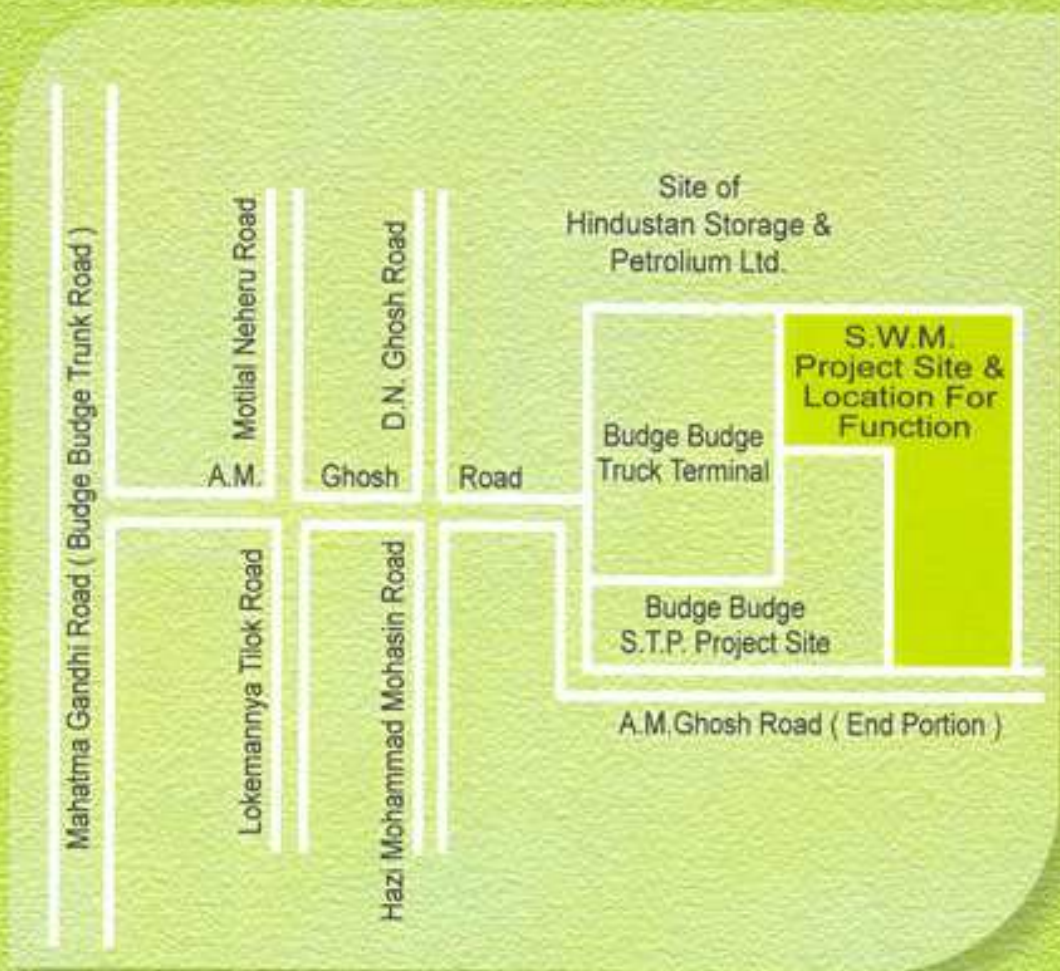 Mahatma Gandhi Road ( Budge Budge Trunk Road )
Motilal Neheru Road
D.N. Ghosh Road
Site of
Hindustan Storage &
Petrolium Ltd.
S.W.M.
Project Site &
Location For
Function
Budge Budge
Truck Terminal
A.M. Ghosh Road
Lokemannya Tilok Road
Hazi Mohammad Mohasin Road
Budge Budge
S.T.P. Project Site
A.M.Ghosh Road ( End Portion )